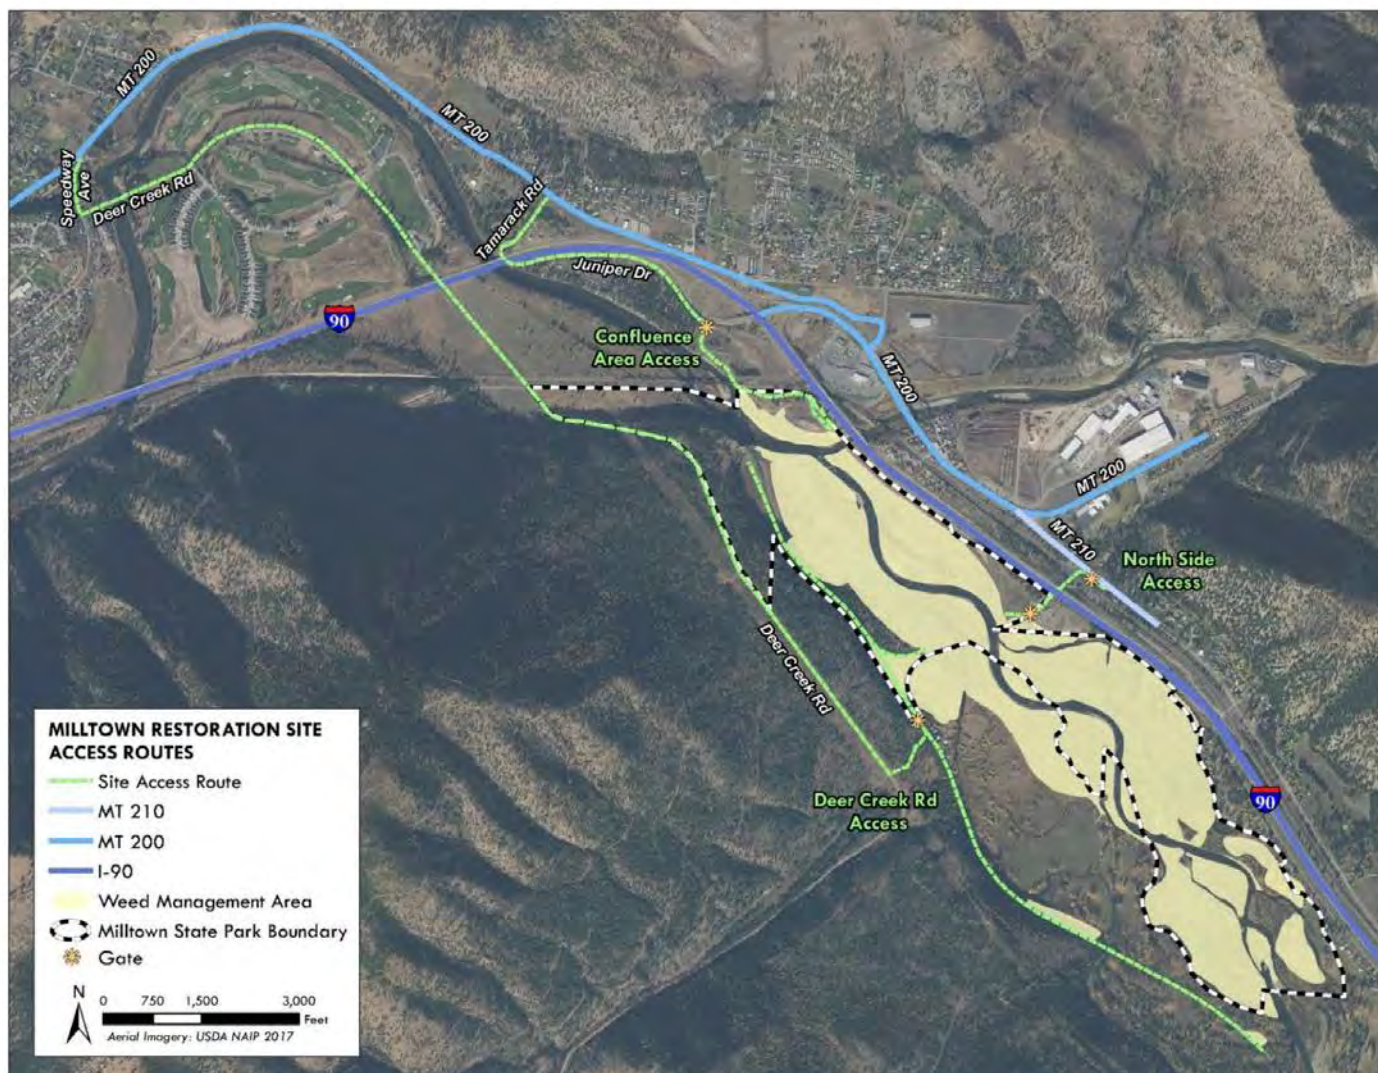 MT 200
MT 200
Speedway
Ave
Deer Creek Rd
Tamarack Rd
Juniper Dr
90
Confluence
Area Access
MT 200
MT 200
MT 210
North Side
Access
Deer Creek Rd
Deer Creek Rd
Access
90
MILLTOWN RESTORATION SITE
ACCESS ROUTES
Site Access Route
MT 210
MT 200
I-90
Weed Management Area
Milltown State Park Boundary
Gate
N
0 750 1,500 3,000
Feet
Aerial Imagery: USDA NAIP 2017